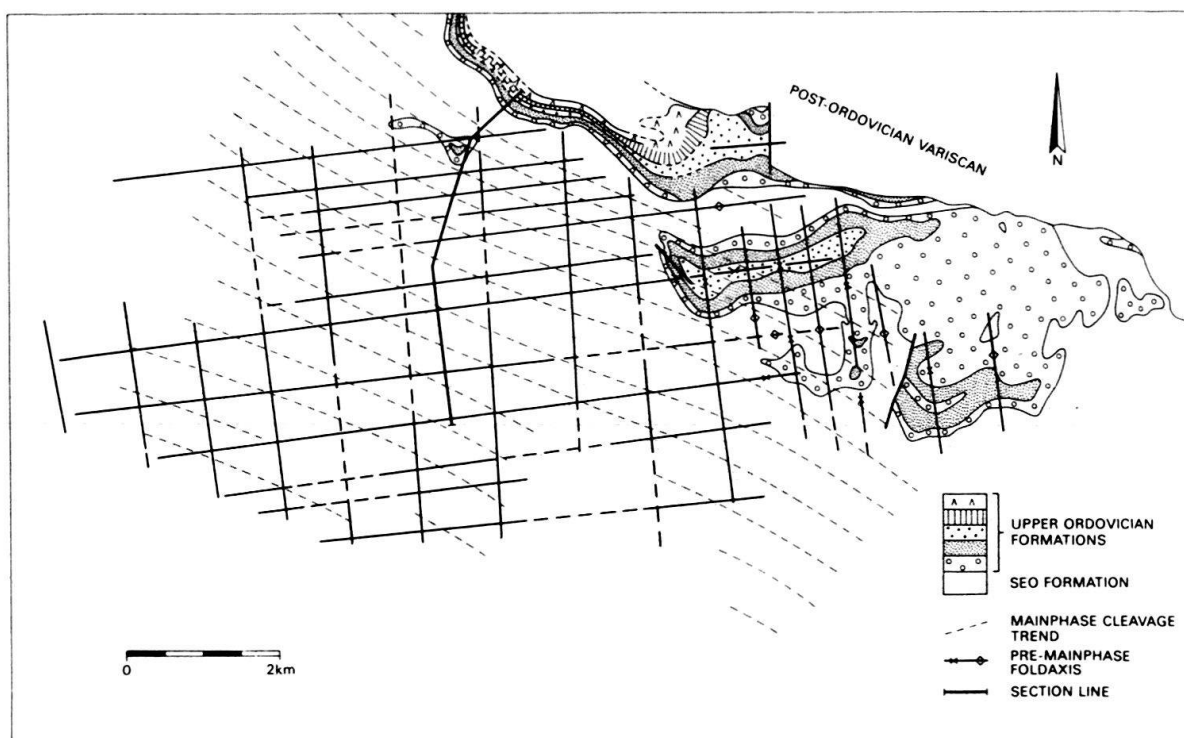 POST-ORDOVICIAN VARISCAN
N
UPPER ORDOVICIAN
FORMATIONS
SEO FORMATION
MAINPHASE CLEAVAGE
TREND
PRE-MAINPHASE
FOLDAXIS
SECTION LINE
0 2km